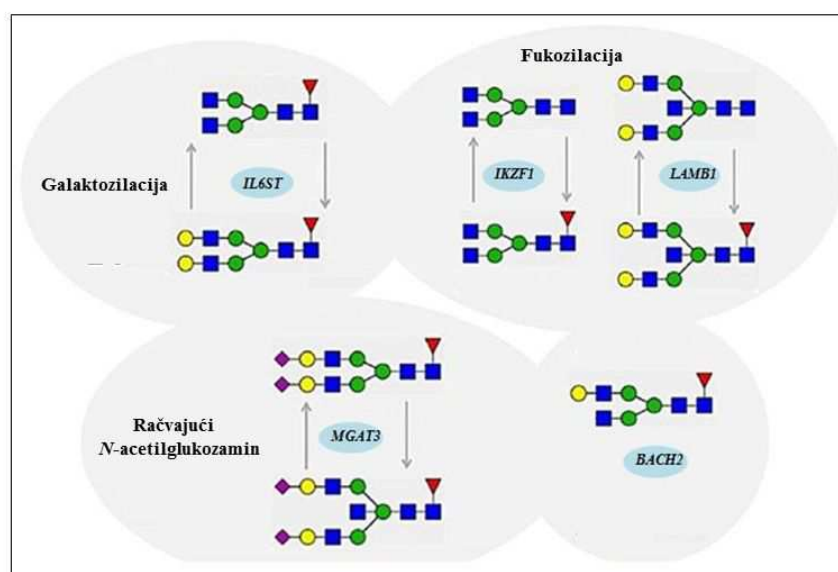 Fukozilacija
Galaktozilacija
IL6ST
IKZF1
LAMB1
Račvajući
N-acetilglukozamin
MGAT3
BACH2